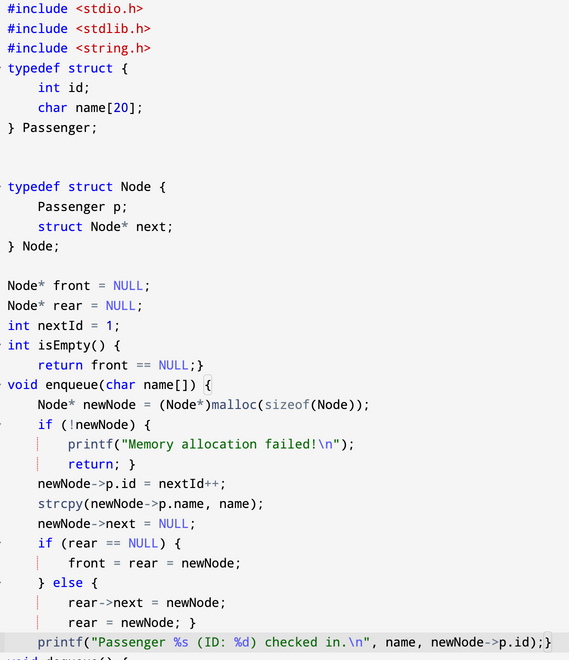 #include <stdio.h>
#include <stdlib.h>
#include <string.h>
typedef struct {
    int id;
    char name[20];
} Passenger;
typedef struct Node {
    Passenger p;
    struct Node* next;
} Node;
Node* front = NULL;
Node* rear = NULL;
int nextId = 1;
int isEmpty() {
    return front == NULL;}
void enqueue(char name[]) {
    Node* newNode = (Node*)malloc(sizeof(Node));
    if (!newNode) {
        printf("Memory allocation failed!\n");
        return; }
    newNode->p.id = nextId++;
    strcpy(newNode->p.name, name);
    newNode->next = NULL;
    if (rear == NULL) {
        front = rear = newNode;
    } else {
        rear->next = newNode;
        rear = newNode; }
    printf("Passenger %s (ID: %d) checked in.\n", name, newNode->p.id);}